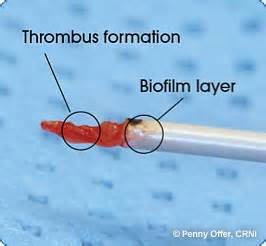 Thrombus formation
Biofilm layer
© Penny Offer, CRNI